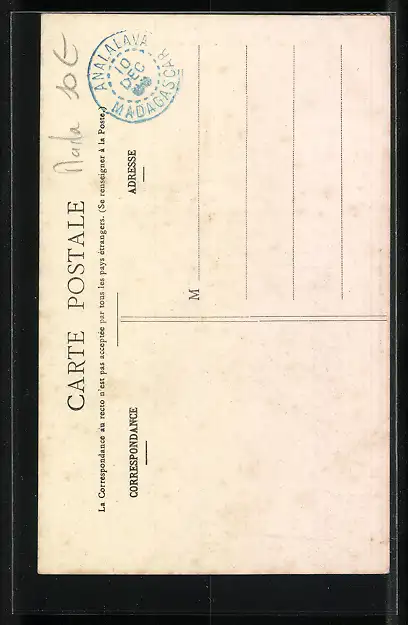 Mada 10 €
ANALALAVA
10
DEC
MADAGASCAR
CARTE POSTALE
La Correspondance au recto n'est pas acceptée par tous les pays étrangers. (Se renseigner à la Poste.)
CORRESPONDANCE
ADRESSE
M